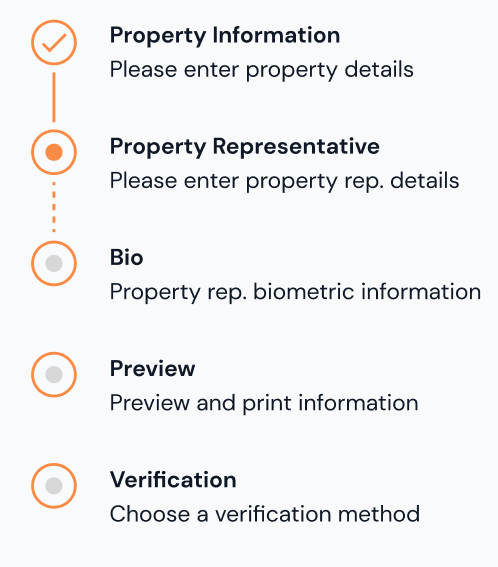 Property Information
Please enter property details
Property Representative
Please enter property rep. details
Bio
Property rep. biometric information
Preview
Preview and print information
Verification
Choose a verification method